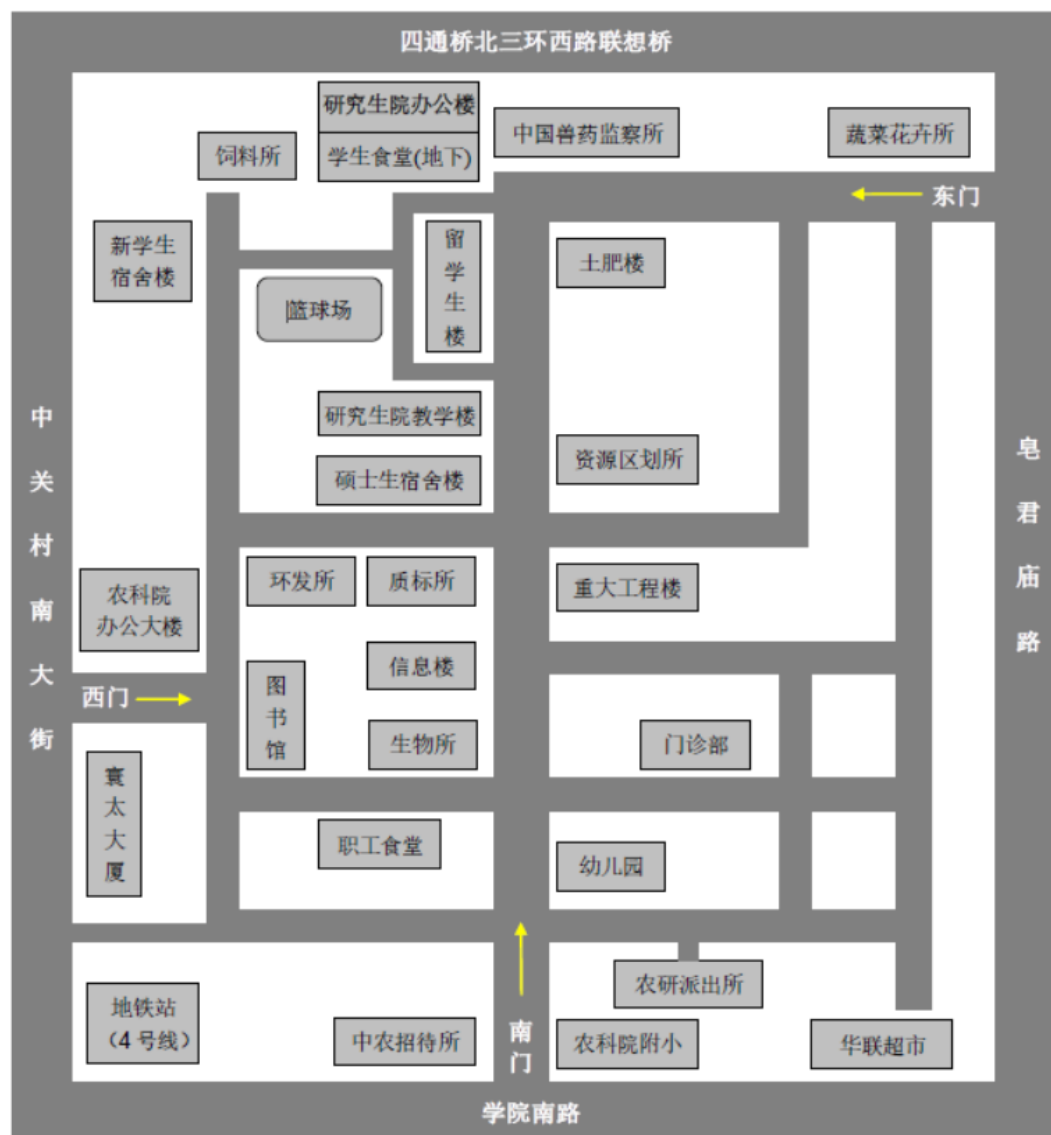 四通桥北三环西路联想桥
研究生院办公楼
学生食堂(地下)
中国兽药监察所
蔬菜花卉所
饲料所
东门
新学生
宿舍楼
留学生楼
土肥楼
篮球场
研究生院教学楼
硕士生宿舍楼
资源区划所
中关村南大街
皂君庙路
环发所
质标所
重大工程楼
农科院
办公大楼
信息楼
图书馆
西门
生物所
门诊部
寰太大厦
职工食堂
幼儿园
农研派出所
地铁站
（4号线）
中农招待所
南门
农科院附小
华联超市
学院南路